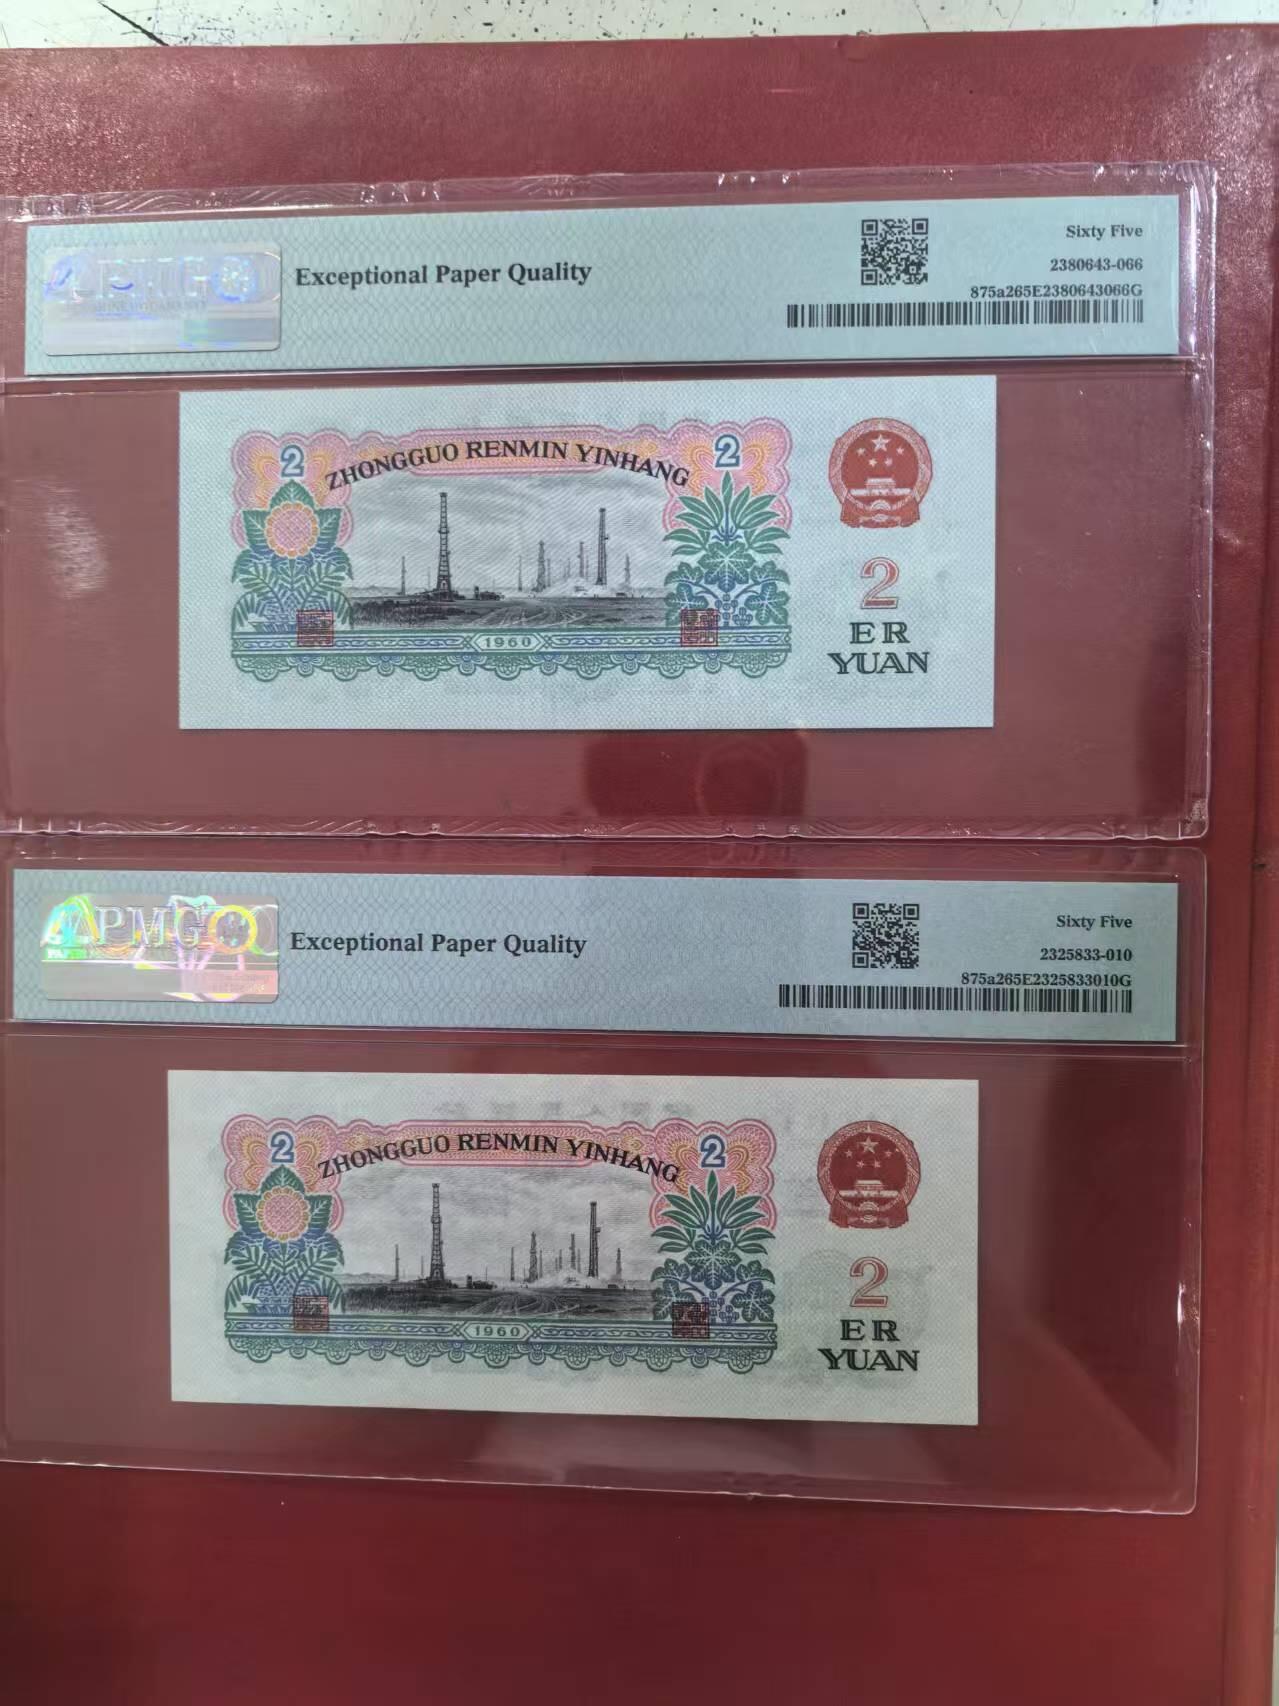 PMG
Exceptional Paper Quality
Sixty Five
2380643-066
875a265E2380643066G
2
ZHONGGUO RENMIN YINHANG
2
2
ER
YUAN
1960
PMG
Exceptional Paper Quality
Sixty Five
2325833-010
875a265E2325833010G
2
ZHONGGUO RENMIN YINHANG
2
2
ER
YUAN
1960